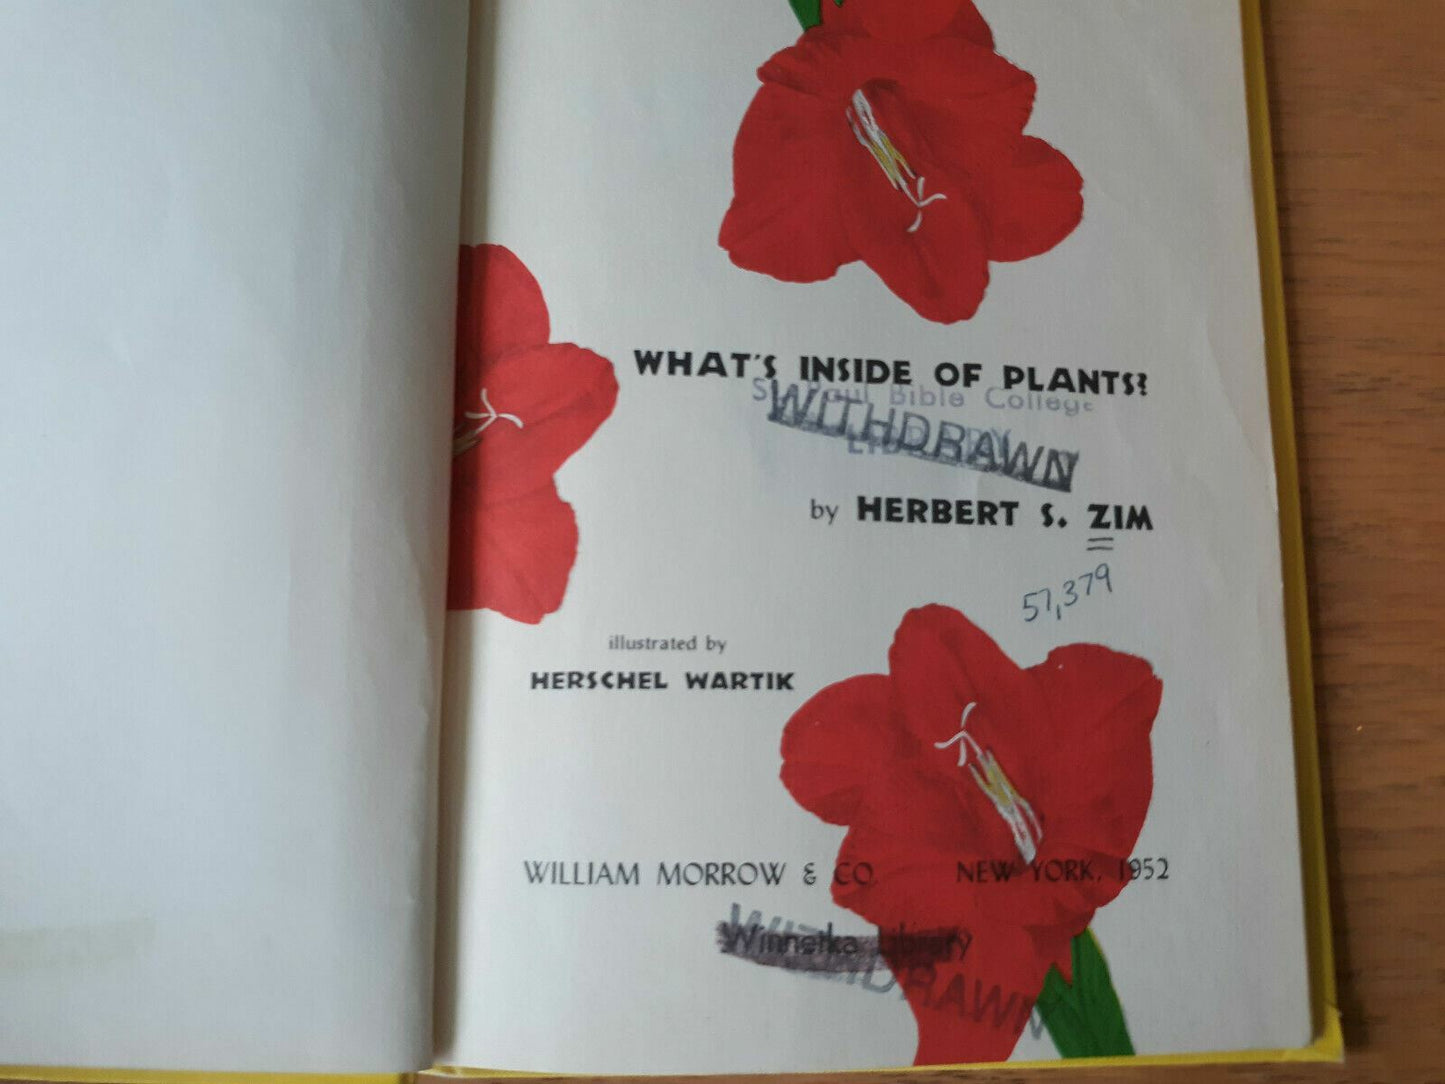 WHAT'S INSIDE OF PLANTS?
St. Paul Bible College
LIBRARY
WITHDRAWN
by HERBERT S. ZIM
57,379
illustrated by
HERSCHEL WARTIK
WILLIAM MORROW & CO. NEW YORK, 1952
Winnetka Library
WITHDRAWN